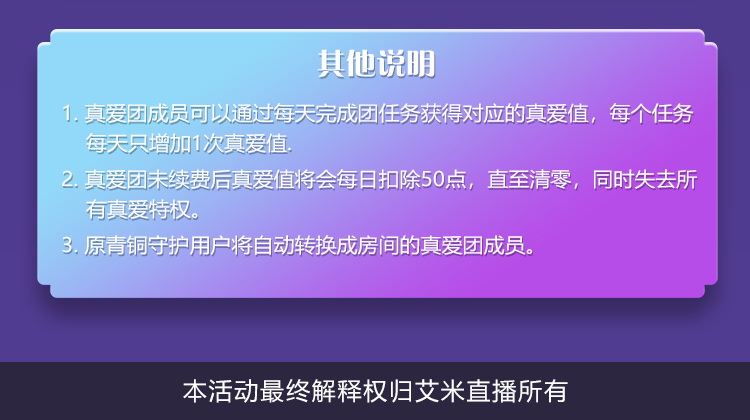 其他说明
1. 真爱团成员可以通过每天完成团任务获得对应的真爱值，每个任务
每天只增加1次真爱值.
2. 真爱团未续费后真爱值将会每日扣除50点，直至清零，同时失去所
有真爱特权。
3. 原青铜守护用户将自动转换成房间的真爱团成员。
本活动最终解释权归艾米直播所有